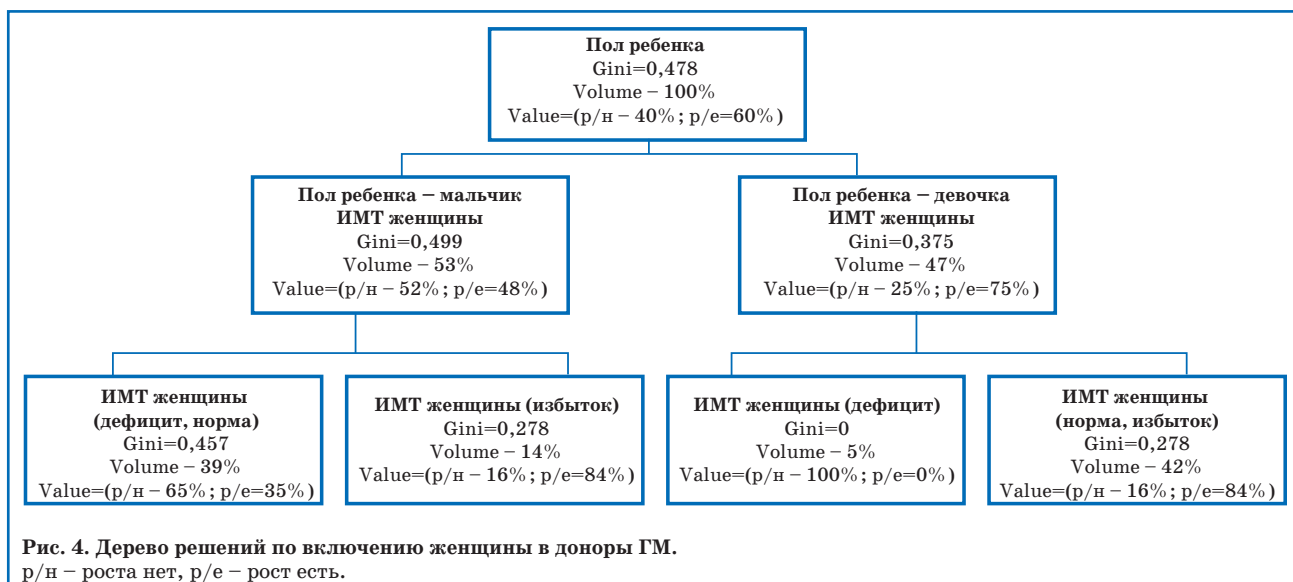 Пол ребенка
Gini=0,478
Volume – 100%
Value=(р/н – 40%; р/е=60%)
Пол ребенка – мальчик
ИМТ женщины
Gini=0,499
Volume – 53%
Value=(р/н – 52%; р/е=48%)
Пол ребенка – девочка
ИМТ женщины
Gini=0,375
Volume – 47%
Value=(р/н – 25%; р/е=75%)
ИМТ женщины
(дефицит, норма)
Gini=0,457
Volume – 39%
Value=(р/н – 65%; р/е=35%)
ИМТ женщины (избыток)
Gini=0,278
Volume – 14%
Value=(р/н – 16%; р/е=84%)
ИМТ женщины (дефицит)
Gini=0
Volume – 5%
Value=(р/н – 100%; р/е=0%)
ИМТ женщины
(норма, избыток)
Gini=0,278
Volume – 42%
Value=(р/н – 16%; р/е=84%)
Рис. 4. Дерево решений по включению женщины в доноры ГМ.
р/н – роста нет, р/е – рост есть.